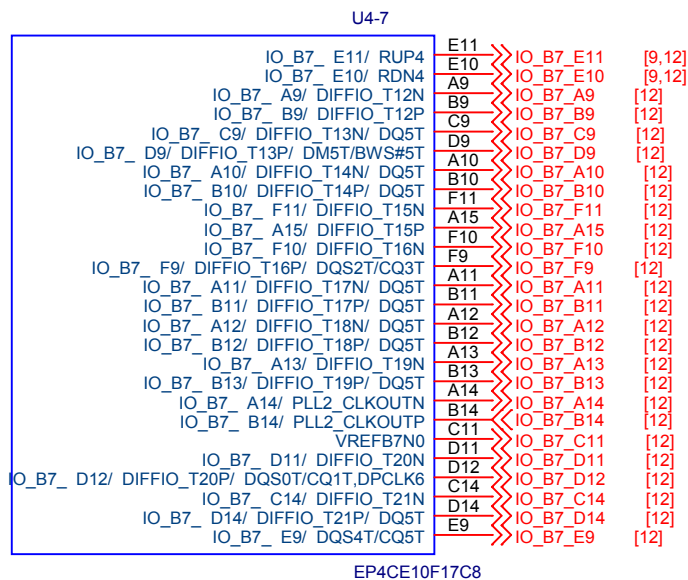 U4-7
IO_B7_ E11/ RUP4 E11 IO_B7_E11 [9,12]
IO_B7_ E10/ RDN4 E10 IO_B7_E10 [9,12]
IO_B7_ A9/ DIFFIO_T12N A9 IO_B7_A9 [12]
IO_B7_ B9/ DIFFIO_T12P B9 IO_B7_B9 [12]
IO_B7_ C9/ DIFFIO_T13N/ DQ5T C9 IO_B7_C9 [12]
IO_B7_ D9/ DIFFIO_T13P/ DM5T/BWS#5T D9 IO_B7_D9 [12]
IO_B7_ A10/ DIFFIO_T14N/ DQ5T A10 IO_B7_A10 [12]
IO_B7_ B10/ DIFFIO_T14P/ DQ5T B10 IO_B7_B10 [12]
IO_B7_ F11/ DIFFIO_T15N F11 IO_B7_F11 [12]
IO_B7_ A15/ DIFFIO_T15P A15 IO_B7_A15 [12]
IO_B7_ F10/ DIFFIO_T16N F10 IO_B7_F10 [12]
IO_B7_ F9/ DIFFIO_T16P/ DQS2T/CQ3T F9 IO_B7_F9 [12]
IO_B7_ A11/ DIFFIO_T17N/ DQ5T A11 IO_B7_A11 [12]
IO_B7_ B11/ DIFFIO_T17P/ DQ5T B11 IO_B7_B11 [12]
IO_B7_ A12/ DIFFIO_T18N/ DQ5T A12 IO_B7_A12 [12]
IO_B7_ B12/ DIFFIO_T18P/ DQ5T B12 IO_B7_B12 [12]
IO_B7_ A13/ DIFFIO_T19N A13 IO_B7_A13 [12]
IO_B7_ B13/ DIFFIO_T19P/ DQ5T B13 IO_B7_B13 [12]
IO_B7_ A14/ PLL2_CLKOUTN A14 IO_B7_A14 [12]
IO_B7_ B14/ PLL2_CLKOUTP B14 IO_B7_B14 [12]
VREFB7N0 C11 IO_B7_C11 [12]
IO_B7_ D11/ DIFFIO_T20N D11 IO_B7_D11 [12]
IO_B7_ D12/ DIFFIO_T20P/ DQS0T/CQ1T,DPCLK6 D12 IO_B7_D12 [12]
IO_B7_ C14/ DIFFIO_T21N C14 IO_B7_C14 [12]
IO_B7_ D14/ DIFFIO_T21P/ DQ5T D14 IO_B7_D14 [12]
IO_B7_ E9/ DQS4T/CQ5T E9 IO_B7_E9 [12]
EP4CE10F17C8